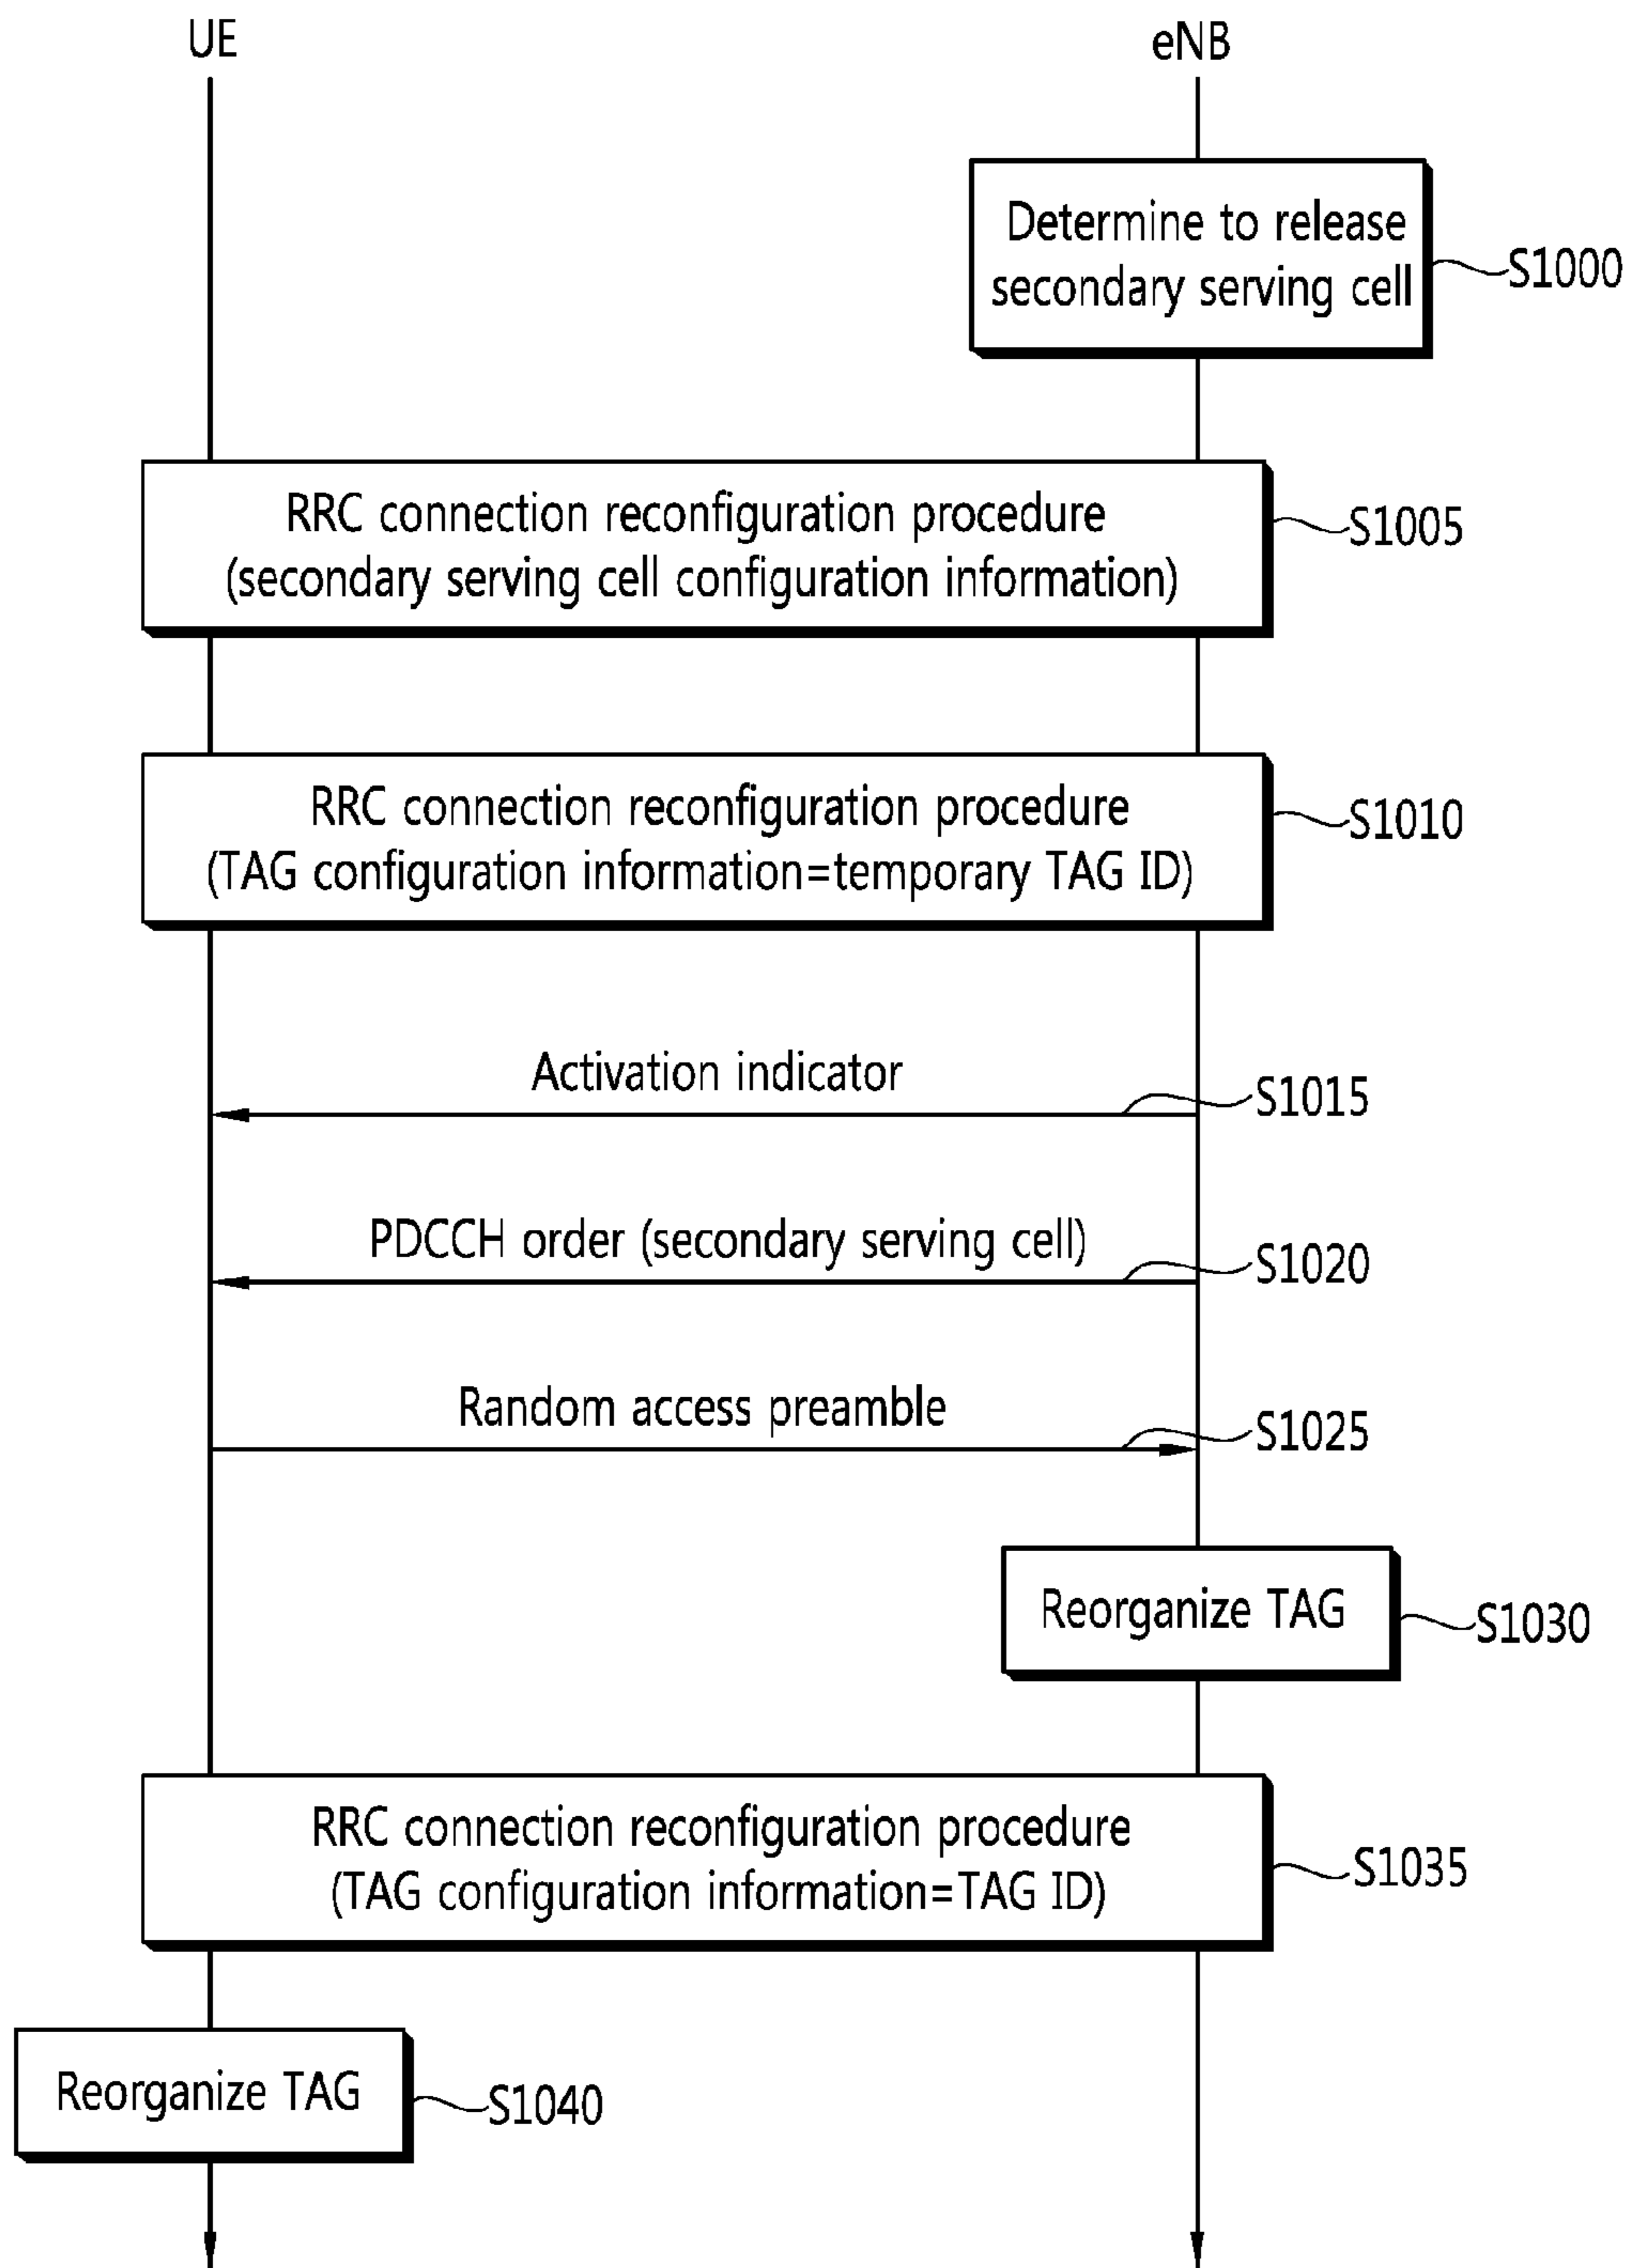 UE
eNB
Determine to release
secondary serving cell
S1000
RRC connection reconfiguration procedure
(secondary serving cell configuration information)
S1005
RRC connection reconfiguration procedure
(TAG configuration information=temporary TAG ID)
S1010
Activation indicator
S1015
PDCCH order (secondary serving cell)
S1020
Random access preamble
S1025
Reorganize TAG
S1030
RRC connection reconfiguration procedure
(TAG configuration information=TAG ID)
S1035
Reorganize TAG
S1040